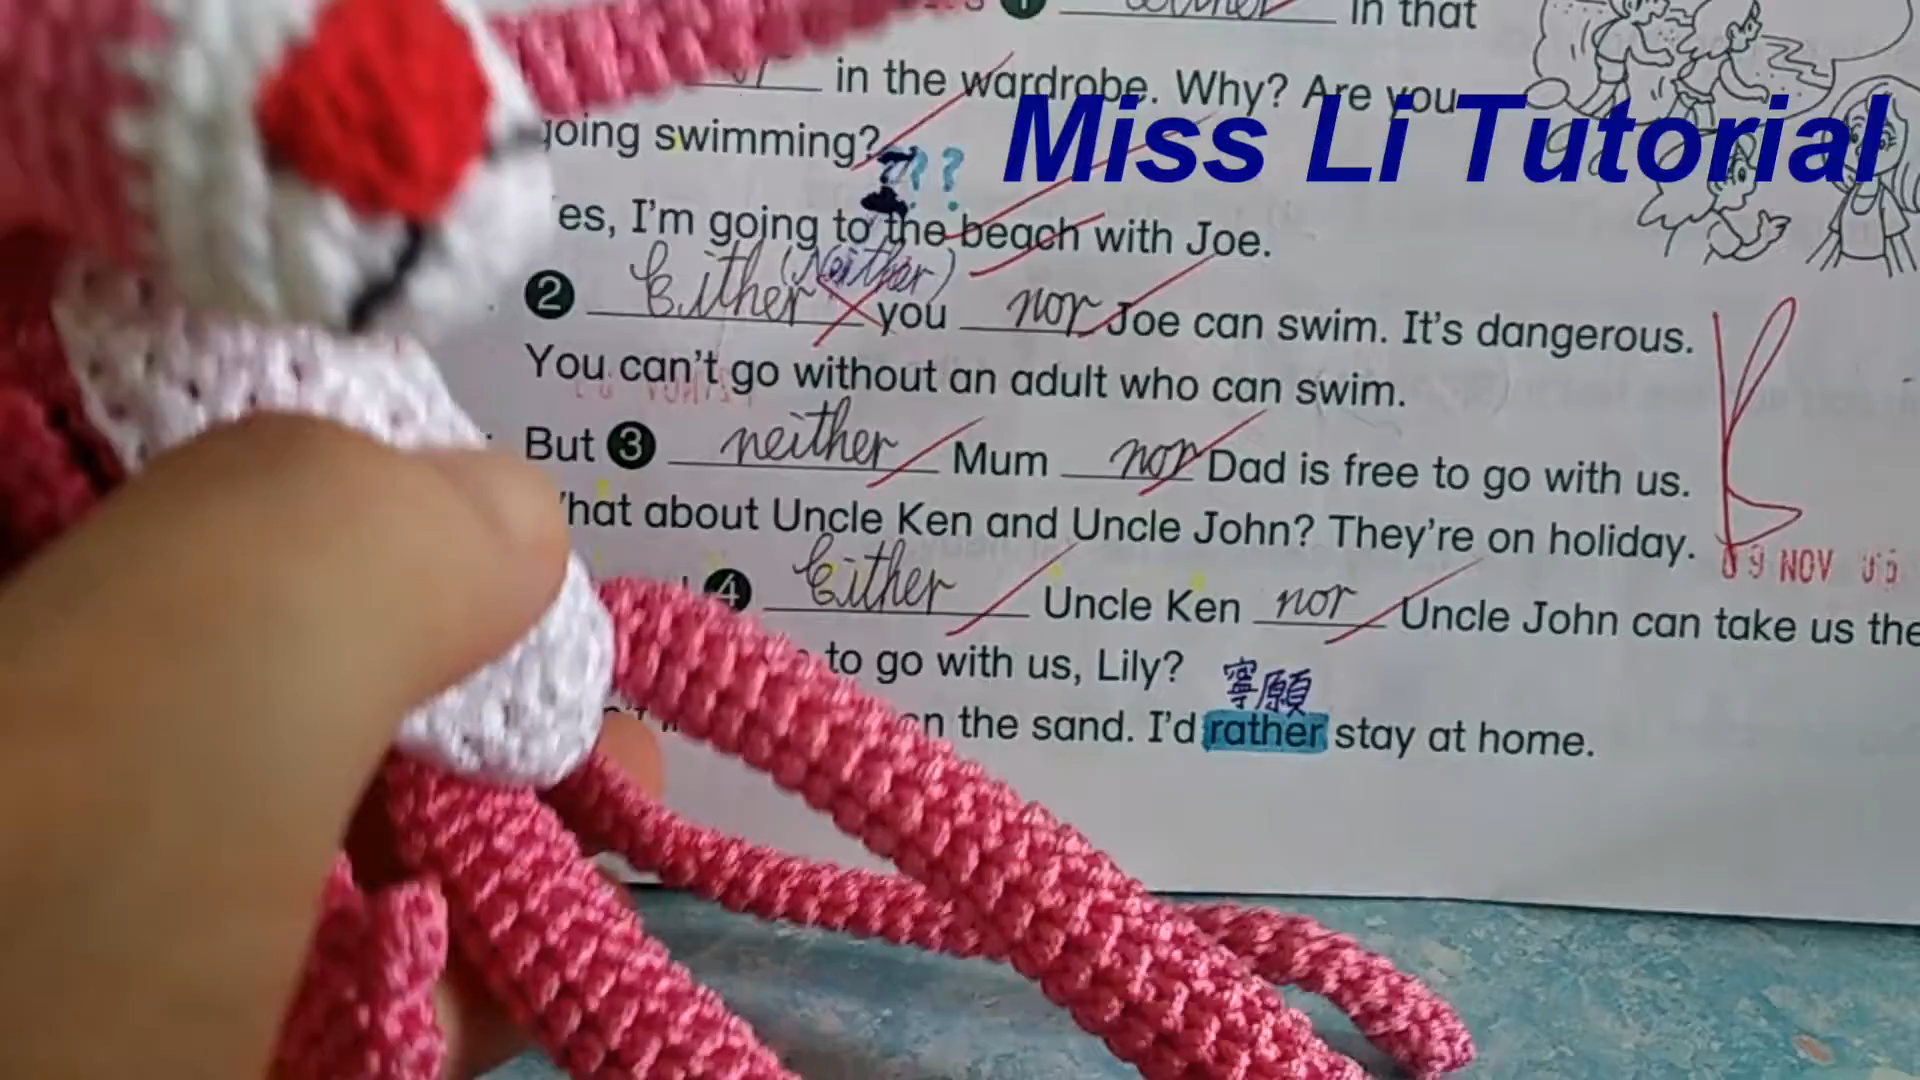 in that
in the wardrobe. Why? Are you
going swimming?
? ? ?
Miss Li Tutorial
es, I'm going to the beach with Joe.
(Neither)
2 Either you nor Joe can swim. It's dangerous.
You can't go without an adult who can swim.
But 3 neither Mum nor Dad is free to go with us.
hat about Uncle Ken and Uncle John? They're on holiday.
09 NOV
4 Either Uncle Ken nor Uncle John can take us the
to go with us, Lily?
寧願
on the sand. I'd rather stay at home.